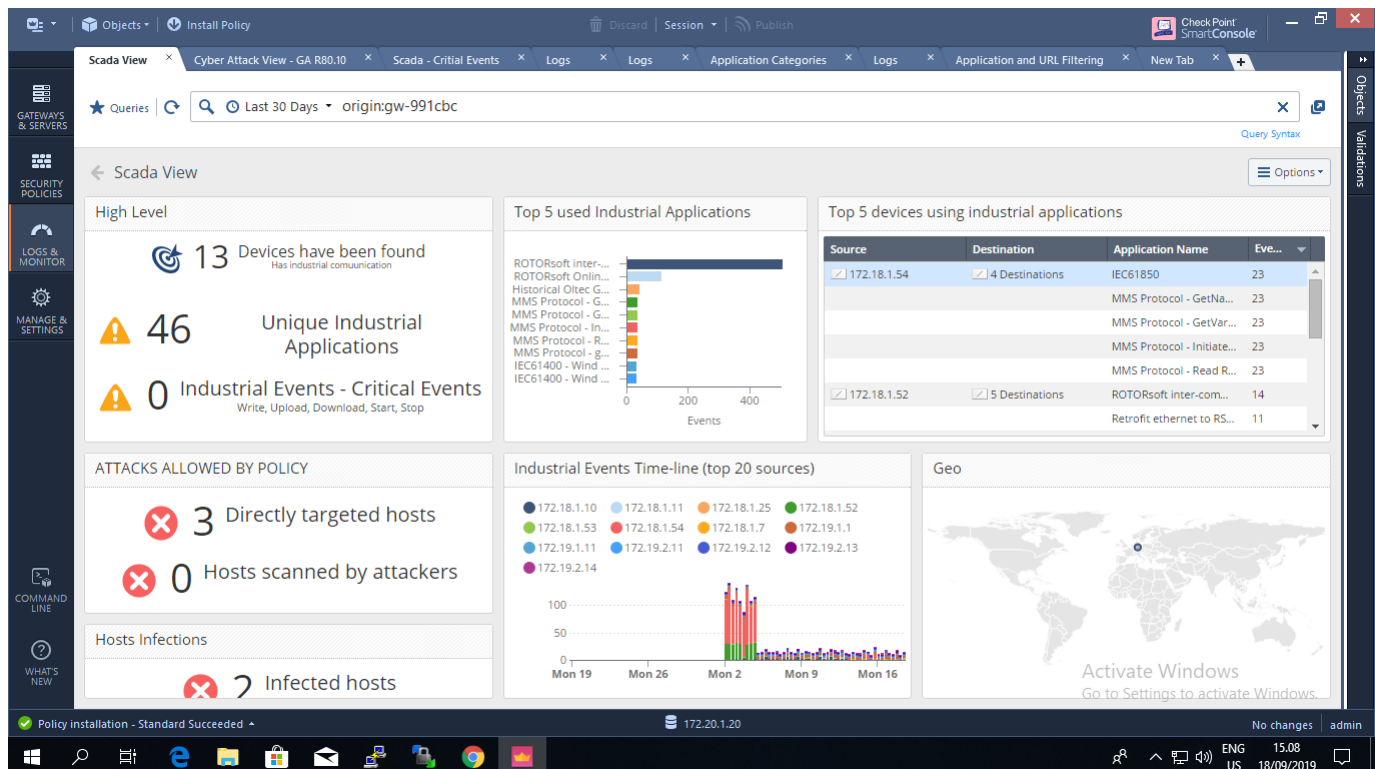 Objects
Install Policy
Discard
Session
Publish
Check Point
SmartConsole
Scada View
Cyber Attack View - GA R80.10
Scada - Critial Events
Logs
Logs
Application Categories
Logs
Application and URL Filtering
New Tab
GATEWAYS
& SERVERS
SECURITY
POLICIES
LOGS &
MONITOR
MANAGE &
SETTINGS
COMMAND
LINE
WHAT'S
NEW
Objects
Validations
Queries
Last 30 Days
origin:gw-991cbc
Query Syntax
Scada View
Options
High Level
13 Devices have been found
Has industrial comuunication
46 Unique Industrial
Applications
0 Industrial Events - Critical Events
Write, Upload, Download, Start, Stop
Top 5 used Industrial Applications
ROTORsoft inter-...
ROTORsoft Onlin...
Historical Oltec G...
MMS Protocol - G...
MMS Protocol - G...
MMS Protocol - In...
MMS Protocol - R...
MMS Protocol - g...
IEC61400 - Wind ...
IEC61400 - Wind ...
0 200 400
Events
Top 5 devices using industrial applications
Source Destination Application Name Eve...
172.18.1.54 4 Destinations IEC61850 23
MMS Protocol - GetNa... 23
MMS Protocol - GetVar... 23
MMS Protocol - Initiate... 23
MMS Protocol - Read R... 23
172.18.1.52 5 Destinations ROTORsoft inter-com... 14
Retrofit ethernet to RS... 11
ATTACKS ALLOWED BY POLICY
3 Directly targeted hosts
0 Hosts scanned by attackers
Hosts Infections
2 Infected hosts
Industrial Events Time-line (top 20 sources)
172.18.1.10 172.18.1.11 172.18.1.25 172.18.1.52
172.18.1.53 172.18.1.54 172.18.1.7 172.19.1.1
172.19.1.11 172.19.2.11 172.19.2.12 172.19.2.13
172.19.2.14
100
50
0
Mon 19 Mon 26 Mon 2 Mon 9 Mon 16
Geo
Activate Windows
Go to Settings to activate Windows.
Policy installation - Standard Succeeded
172.20.1.20
No changes
admin
ENG
US
15.08
18/09/2019